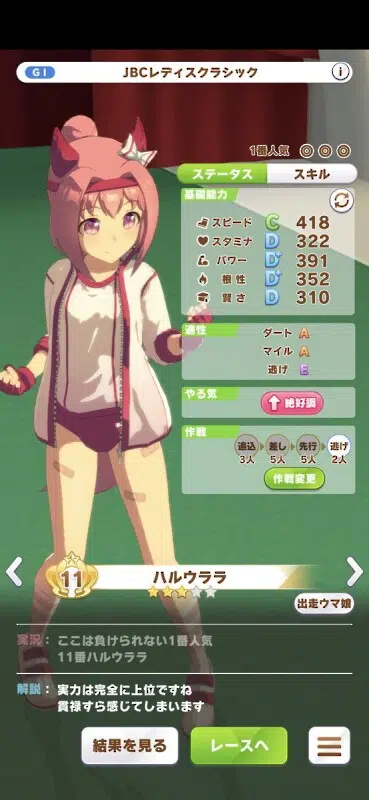 GI JBCレディスクラシック i
1番人気 ◎◎◎
ステータス スキル
基礎能力
スピード C 418
スタミナ D 322
パワー D+ 391
根性 D+ 352
賢さ D 310
適性
ダート A
マイル A
逃げ E
やる気
絶好調
作戦
追込 差し 先行 逃げ
3人 5人 5人 2人
作戦変更
11 ハルウララ
出走ウマ娘
実況： ここは負けられない1番人気
11番ハルウララ
解説： 実力は完全に上位ですね
貫禄すら感じてしまいます
結果を見る レースへ